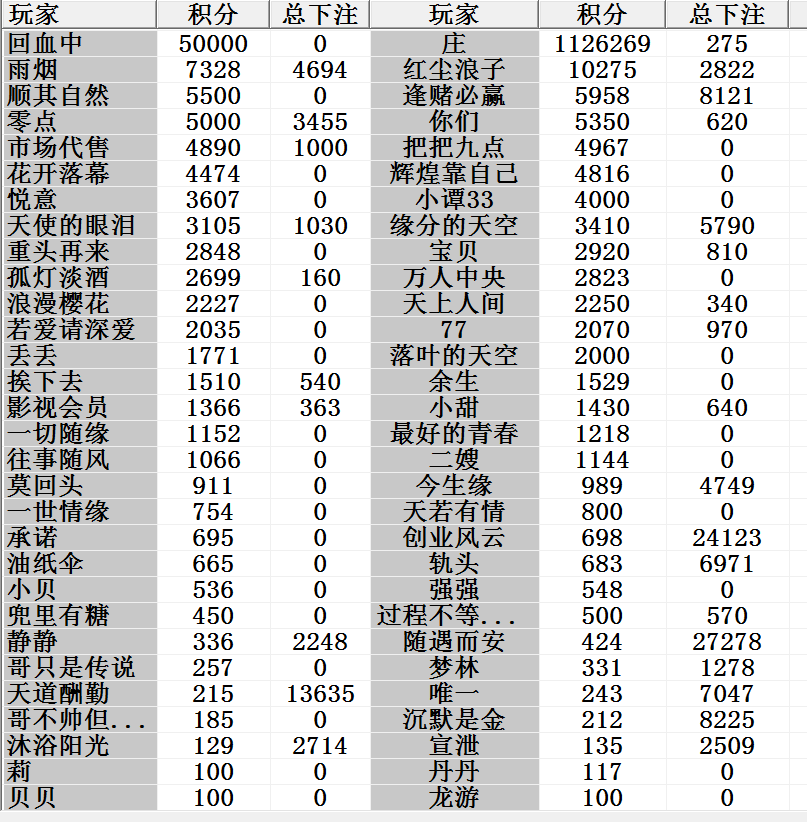 玩家 积分 总下注 玩家 积分 总下注
回血中 50000 0 庄 1126269 275
雨烟 7328 4694 红尘浪子 10275 2822
顺其自然 5500 0 逢赌必赢 5958 8121
零点 5000 3455 你们 5350 620
市场代售 4890 1000 把把九点 4967 0
花开落幕 4474 0 辉煌靠自己 4816 0
悦意 3607 0 小谭33 4000 0
天使的眼泪 3105 1030 缘分的天空 3410 5790
重头再来 2848 0 宝贝 2920 810
孤灯淡酒 2699 160 万人中央 2823 0
浪漫樱花 2227 0 天上人间 2250 340
若爱请深爱 2035 0 77 2070 970
丢丢 1771 0 落叶的天空 2000 0
挨下去 1510 540 余生 1529 0
影视会员 1366 363 小甜 1430 640
一切随缘 1152 0 最好的青春 1218 0
往事随风 1066 0 二嫂 1144 0
莫回头 911 0 今生缘 989 4749
一世情缘 754 0 天若有情 800 0
承诺 695 0 创业风云 698 24123
油纸伞 665 0 轨头 683 6971
小贝 536 0 强强 548 0
兜里有糖 450 0 过程不等... 500 570
静静 336 2248 随遇而安 424 27278
哥只是传说 257 0 梦林 331 1278
天道酬勤 215 13635 唯一 243 7047
哥不帅但... 185 0 沉默是金 212 8225
沐浴阳光 129 2714 宣泄 135 2509
莉 100 0 丹丹 117 0
贝贝 100 0 龙游 100 0